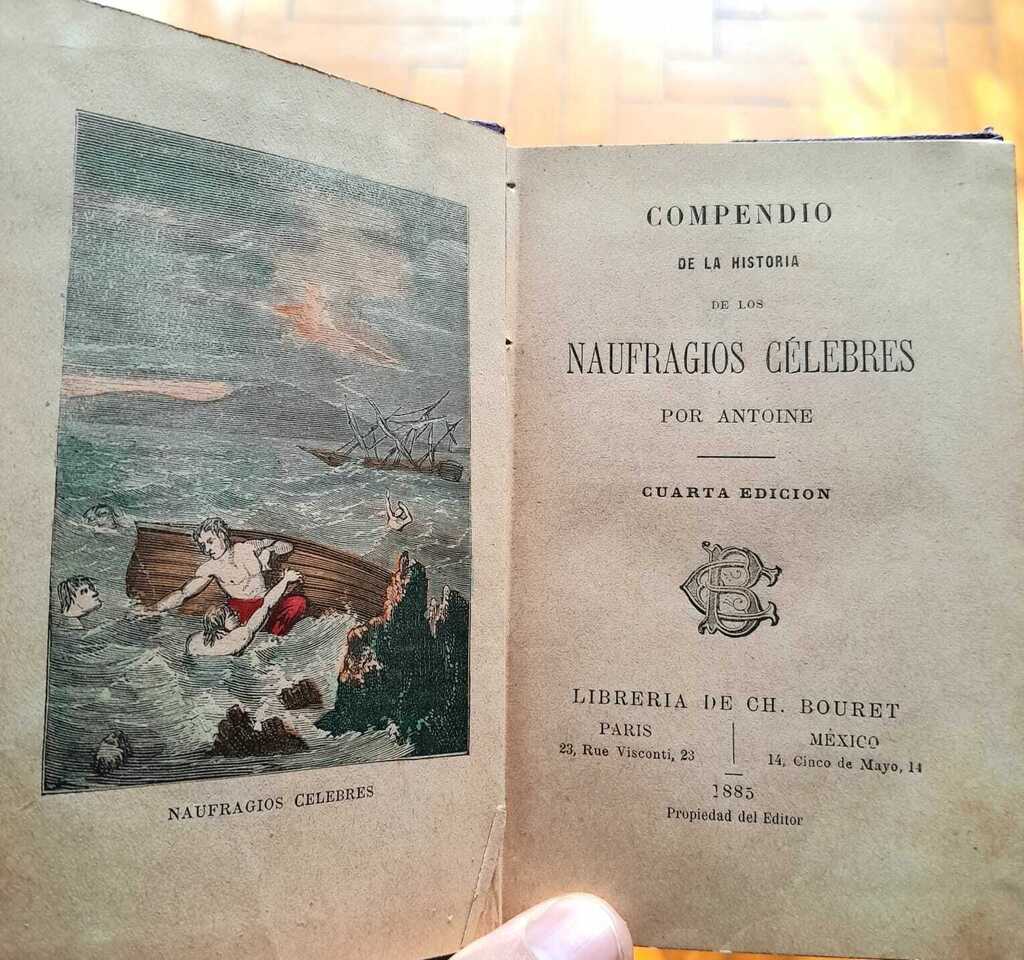 NAUFRAGIOS CELEBRES
COMPENDIO
DE LA HISTORIA
DE LOS
NAUFRAGIOS CÉLEBRES
POR ANTOINE
CUARTA EDICION
CB
LIBRERIA DE CH. BOURET
PARIS
23, Rue Visconti, 23
MÉXICO
14, Cinco de Mayo, 14
1885
Propiedad del Editor